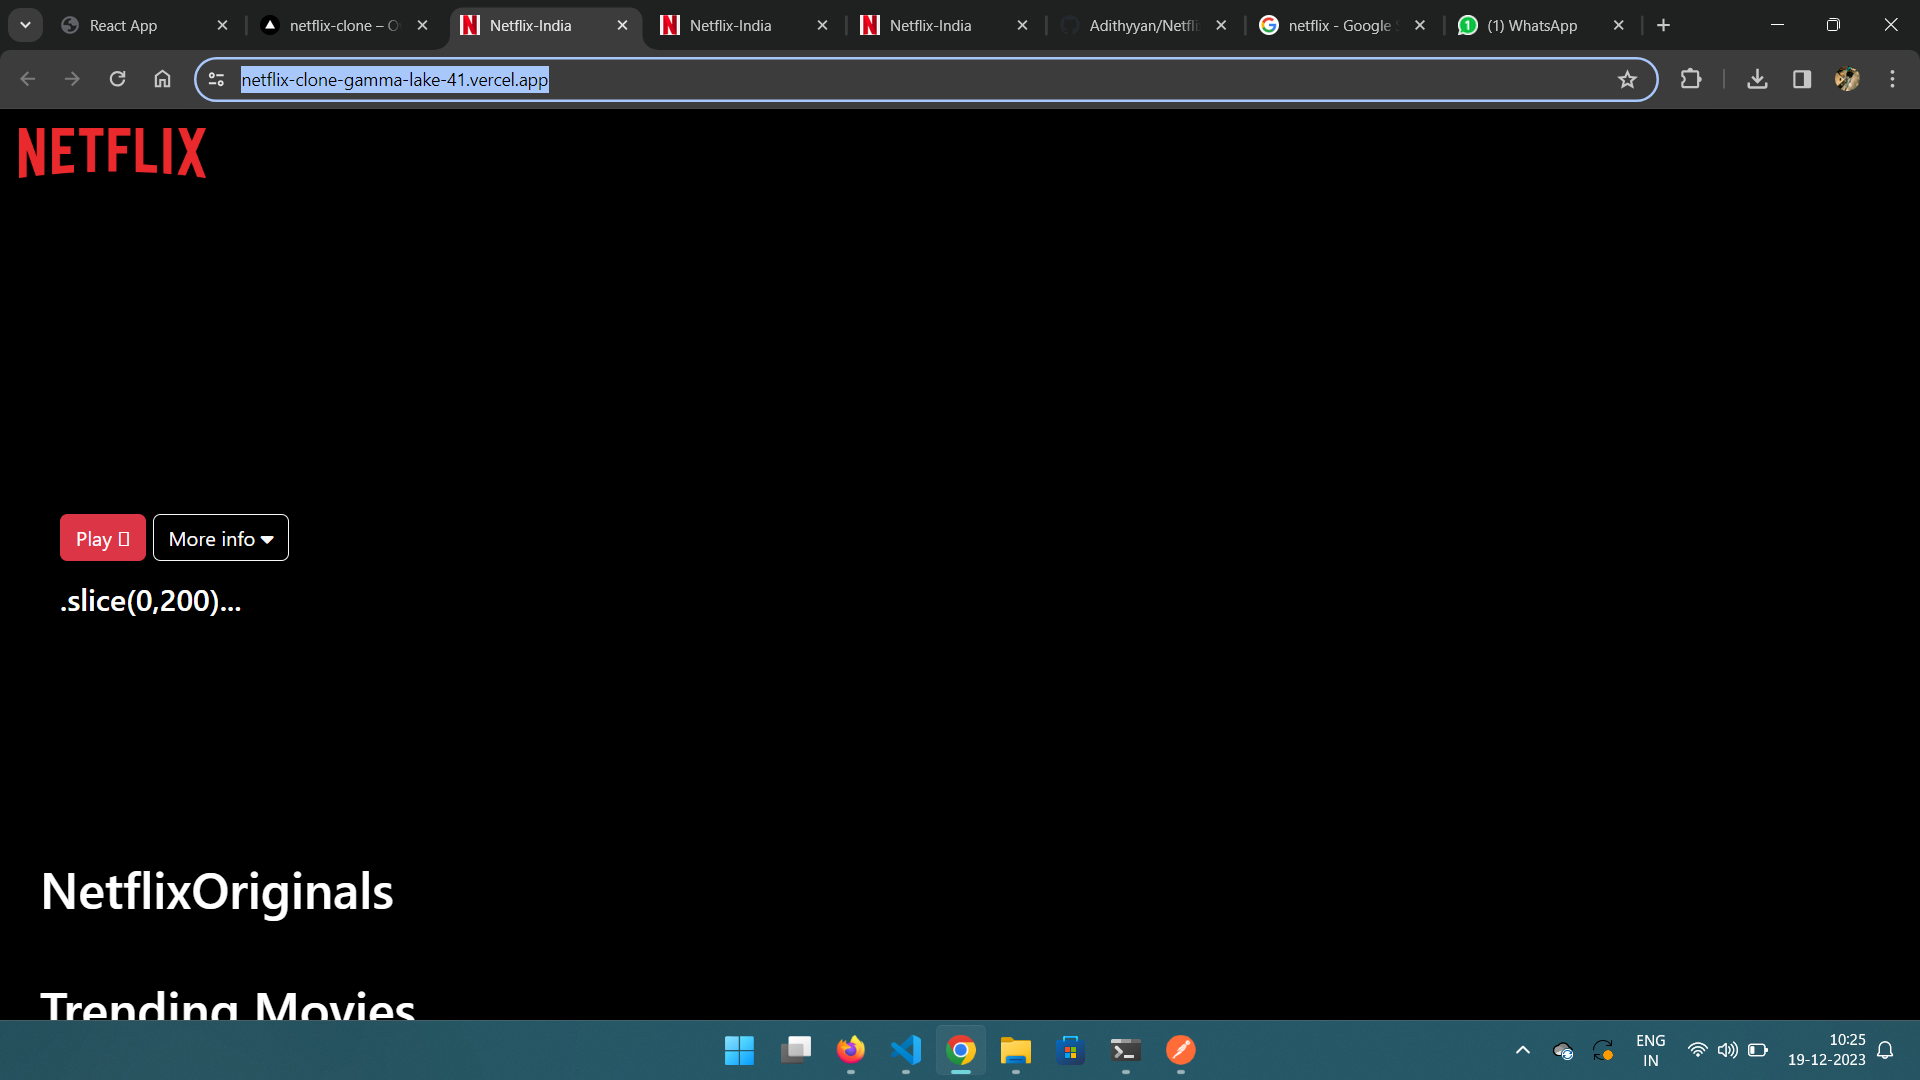 React App
netflix-clone – O
Netflix-India
Netflix-India
Netflix-India
Adithyyan/Netfli
netflix - Google S
(1) WhatsApp
netflix-clone-gamma-lake-41.vercel.app
NETFLIX
Play
More info
.slice(0,200)...
NetflixOriginals
Trending Movies
ENG
IN
10:25
19-12-2023